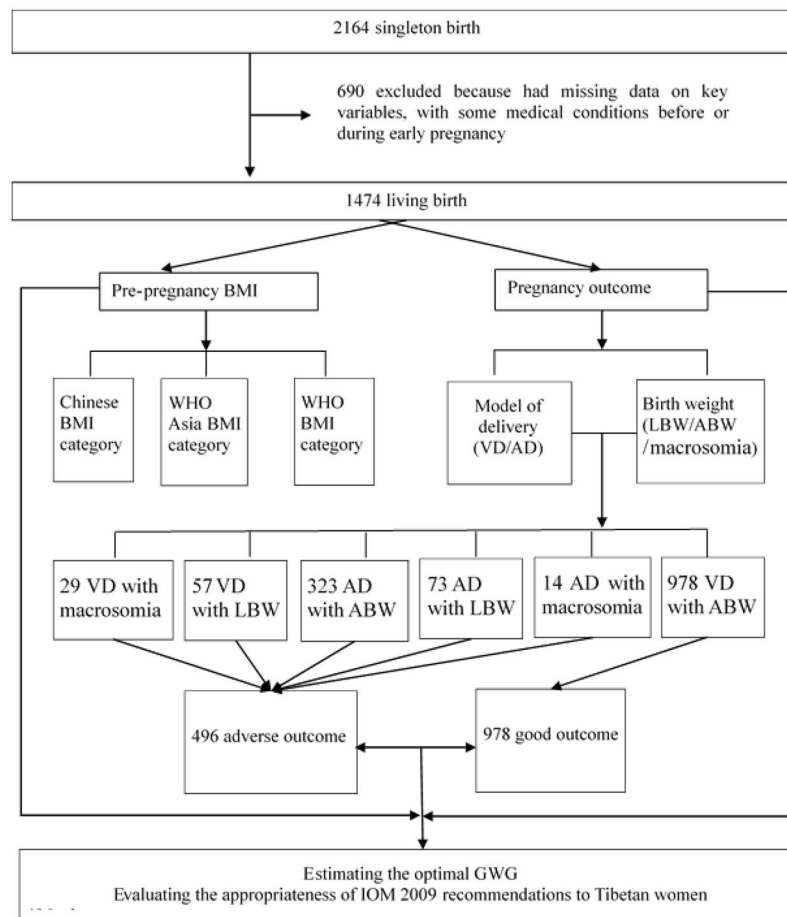 2164 singleton birth
690 excluded because had missing data on key
variables, with some medical conditions before or
during early pregnancy
1474 living birth
Pre-pregnancy BMI
Pregnancy outcome
Chinese
BMI
category
WHO
Asia BMI
category
WHO
BMI
category
Model of
delivery
(VD/AD)
Birth weight
(LBW/ABW
/macrosomia)
29 VD with
macrosomia
57 VD
with LBW
323 AD
with ABW
73 AD
with LBW
14 AD with
macrosomia
978 VD
with ABW
496 adverse outcome
978 good outcome
Estimating the optimal GWG
Evaluating the appropriateness of IOM 2009 recommendations to Tibetan women